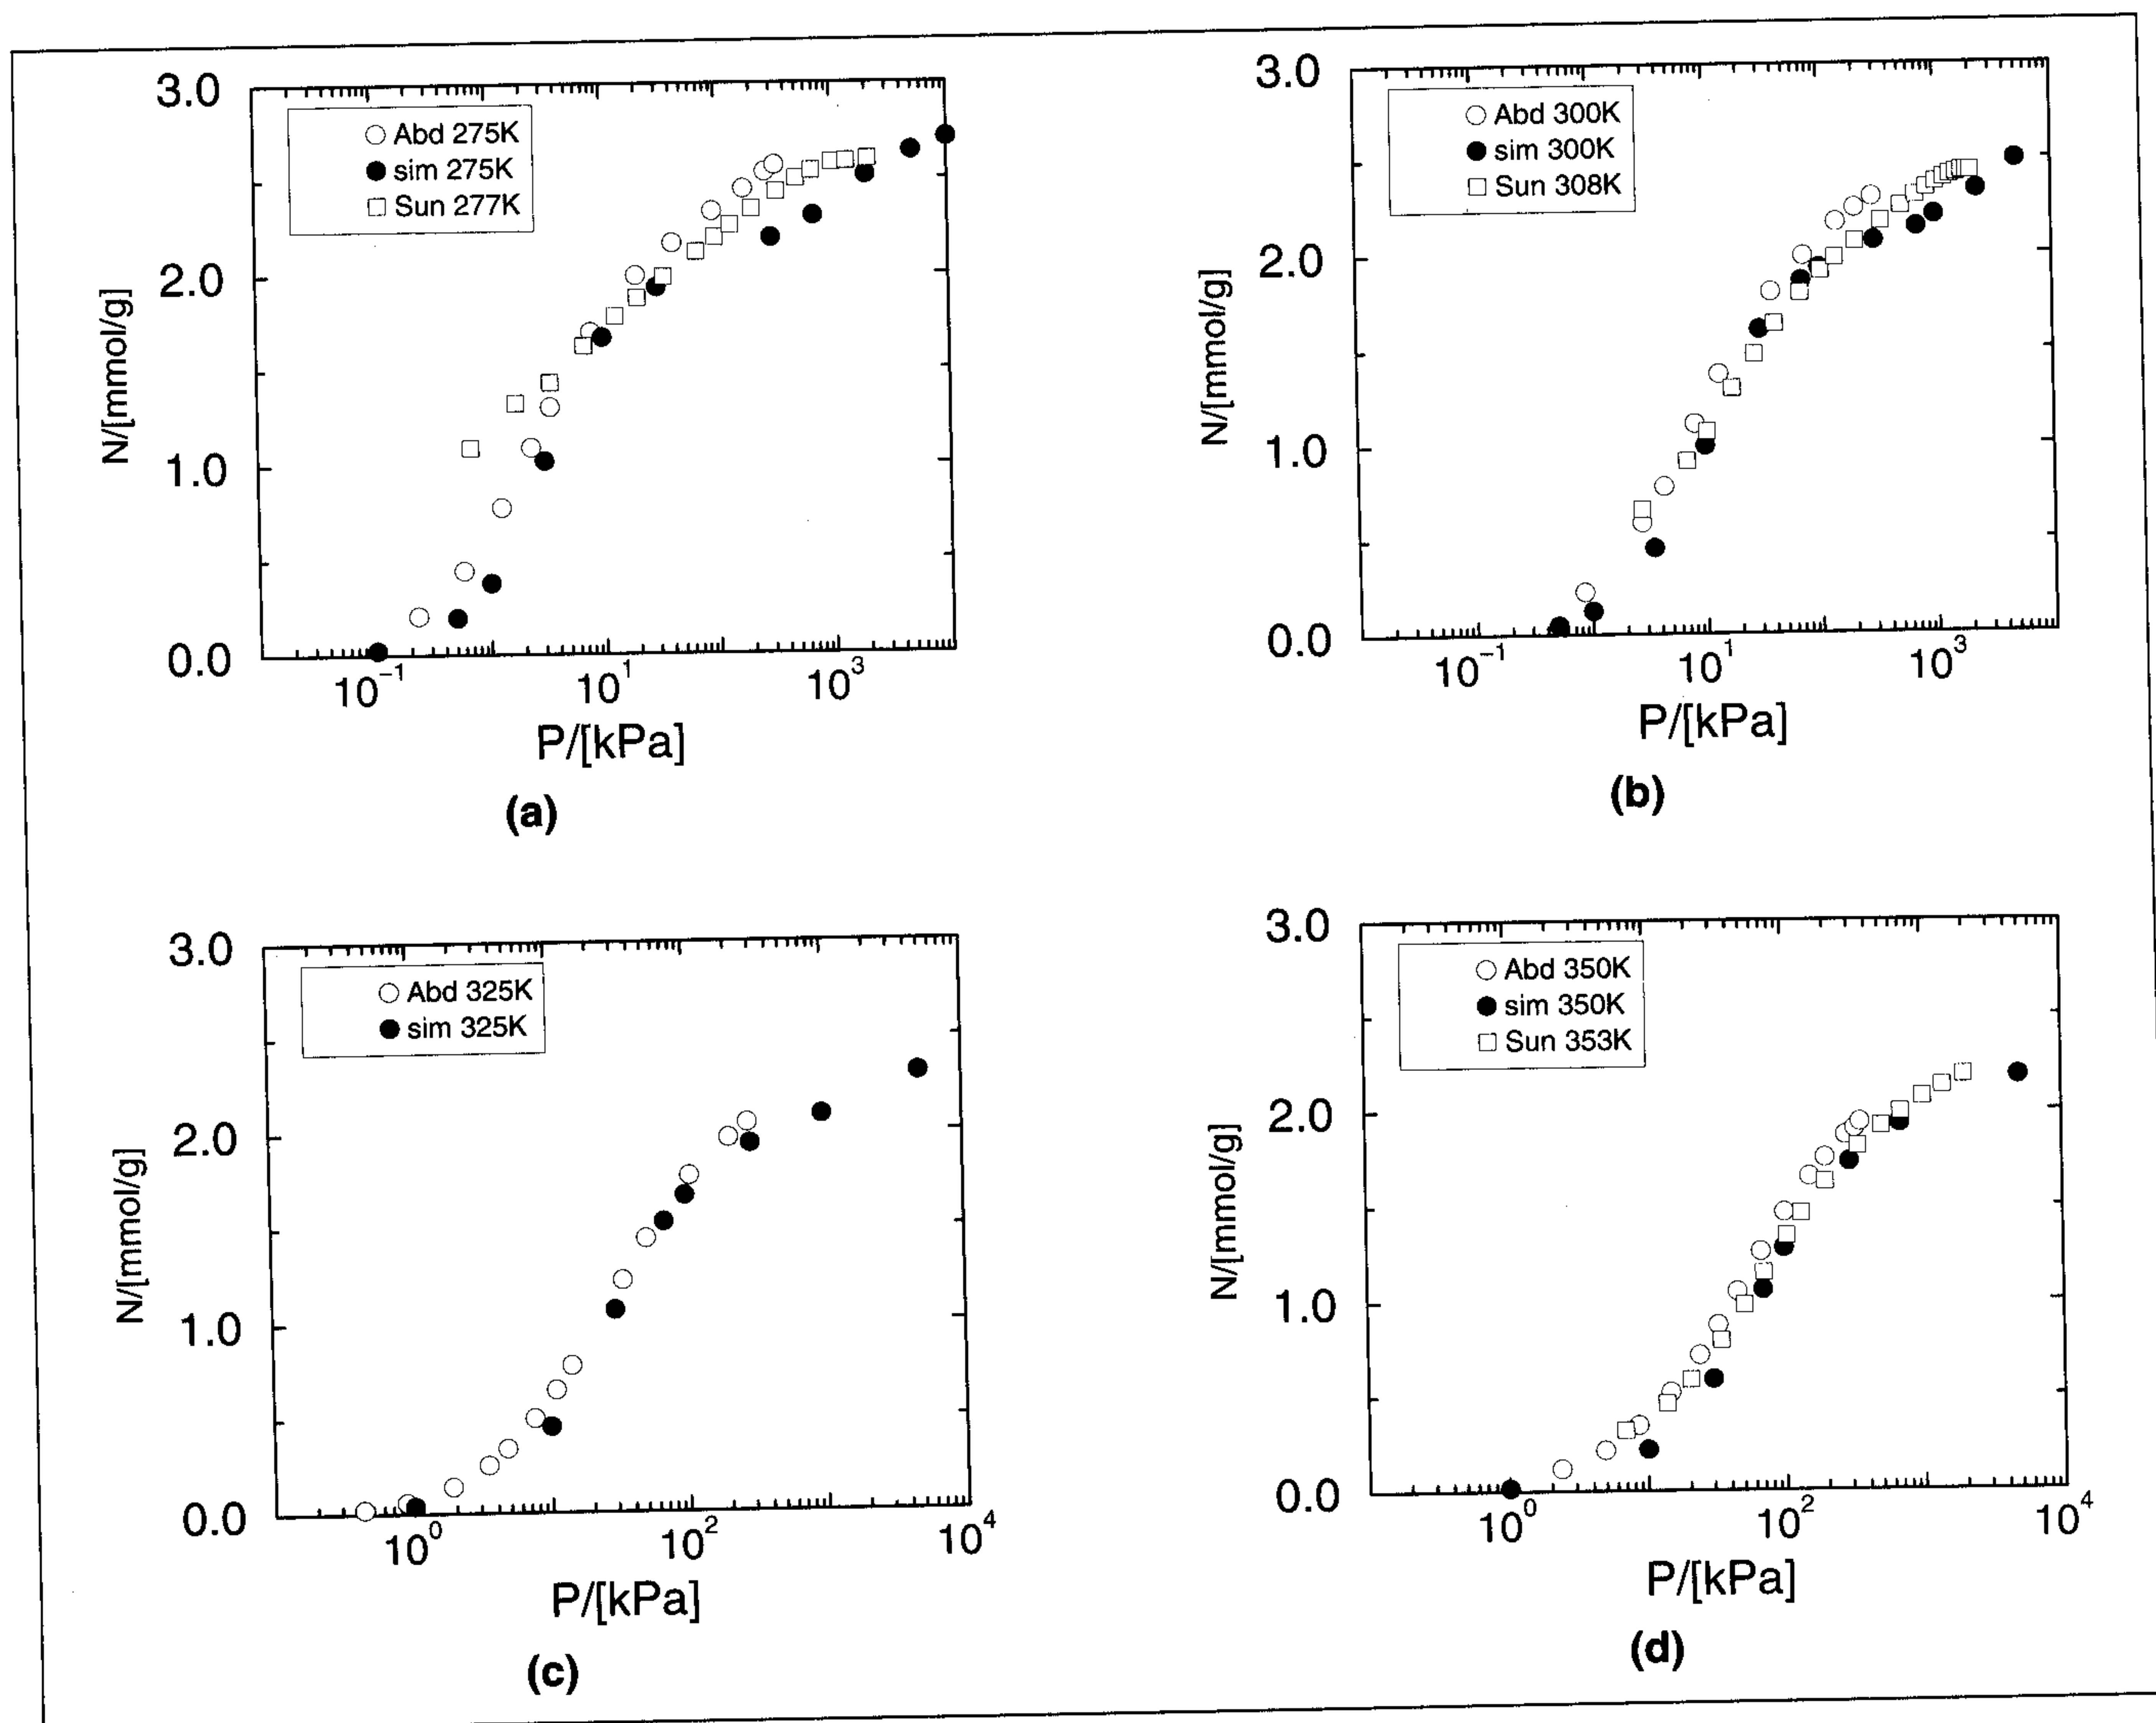 3.0
2.0
1.0
0.0
N/[mmol/g]
Abd 275K
sim 275K
Sun 277K
10⁻¹
10¹
10³
P/[kPa]
(a)
3.0
2.0
1.0
0.0
N/[mmol/g]
Abd 300K
sim 300K
Sun 308K
10⁻¹
10¹
10³
P/[kPa]
(b)
3.0
2.0
1.0
0.0
N/[mmol/g]
Abd 325K
sim 325K
10⁰
10²
10⁴
P/[kPa]
(c)
3.0
2.0
1.0
0.0
N/[mmol/g]
Abd 350K
sim 350K
Sun 353K
10⁰
10²
10⁴
P/[kPa]
(d)